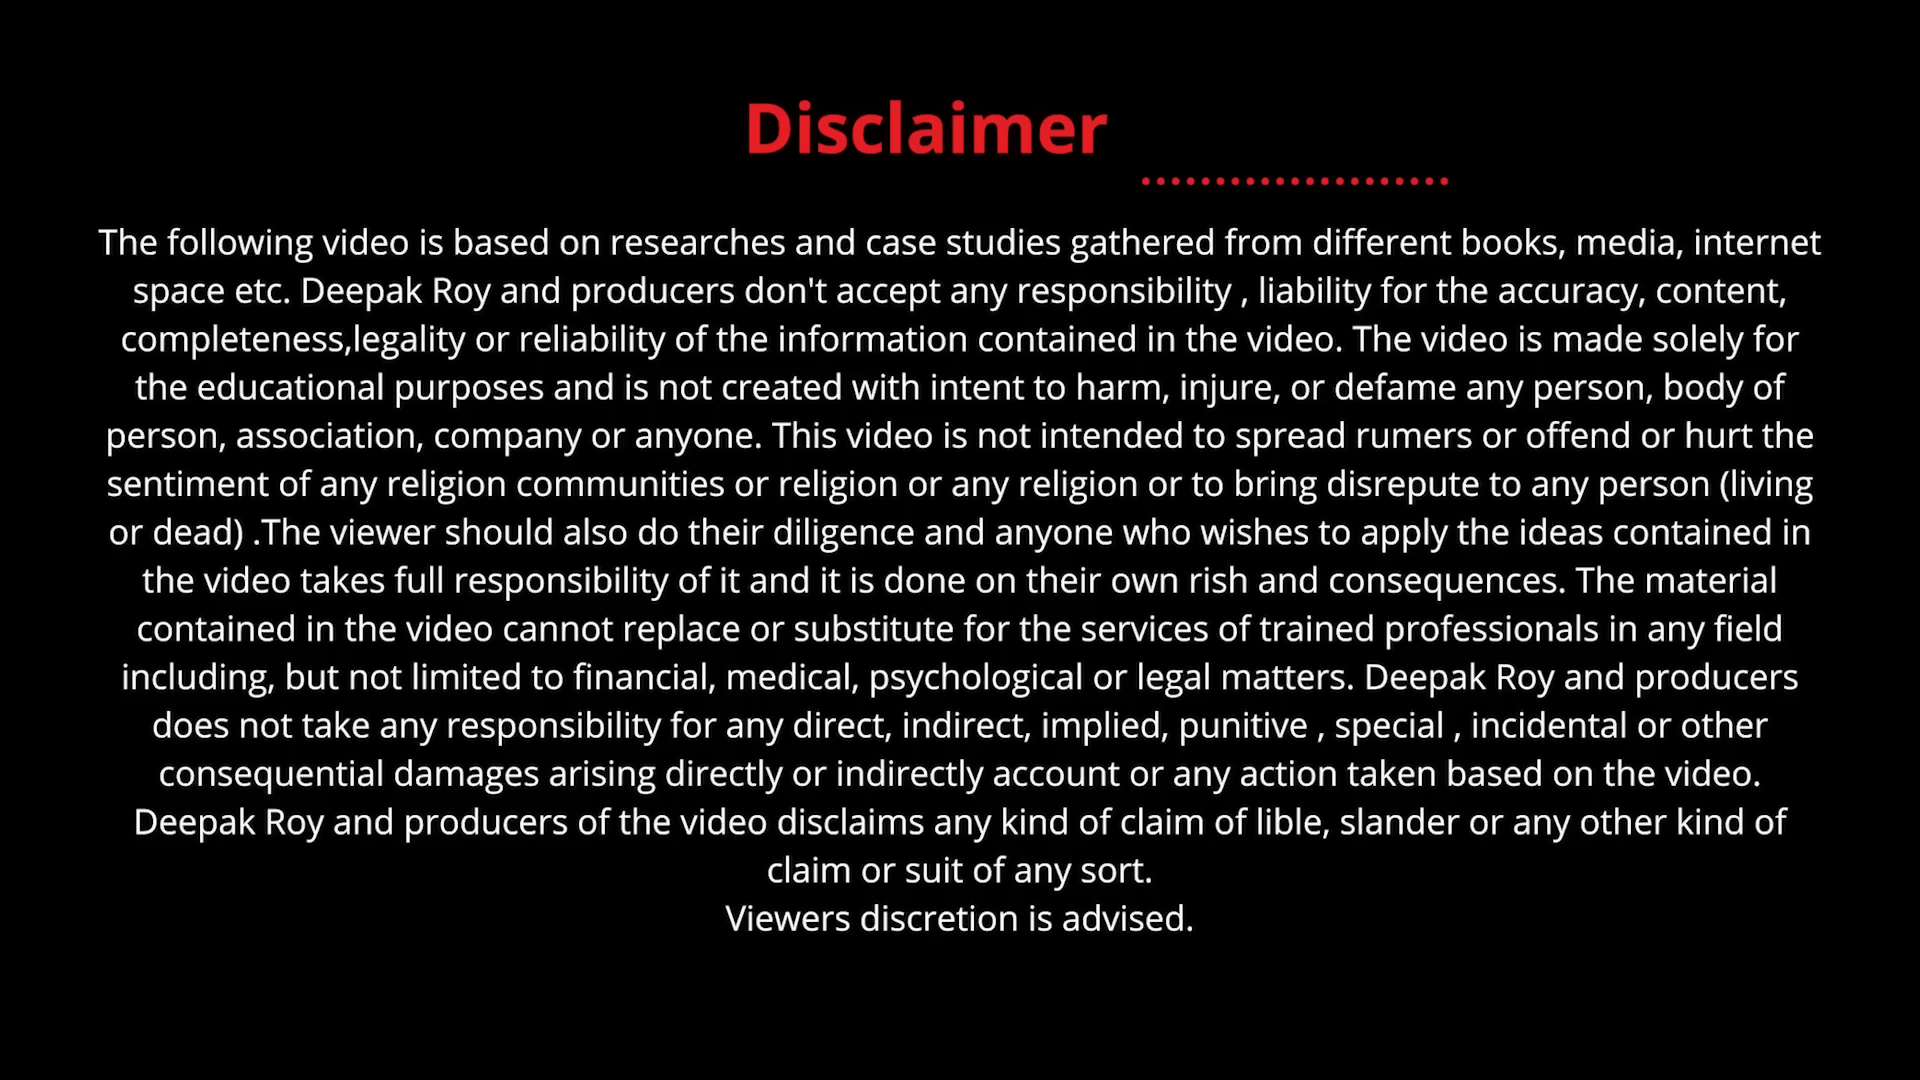 Disclaimer
The following video is based on researches and case studies gathered from different books, media, internet
space etc. Deepak Roy and producers don't accept any responsibility , liability for the accuracy, content,
completeness,legality or reliability of the information contained in the video. The video is made solely for
the educational purposes and is not created with intent to harm, injure, or defame any person, body of
person, association, company or anyone. This video is not intended to spread rumers or offend or hurt the
sentiment of any religion communities or religion or any religion or to bring disrepute to any person (living
or dead) .The viewer should also do their diligence and anyone who wishes to apply the ideas contained in
the video takes full responsibility of it and it is done on their own rish and consequences. The material
contained in the video cannot replace or substitute for the services of trained professionals in any field
including, but not limited to financial, medical, psychological or legal matters. Deepak Roy and producers
does not take any responsibility for any direct, indirect, implied, punitive , special , incidental or other
consequential damages arising directly or indirectly account or any action taken based on the video.
Deepak Roy and producers of the video disclaims any kind of claim of lible, slander or any other kind of
claim or suit of any sort.
Viewers discretion is advised.